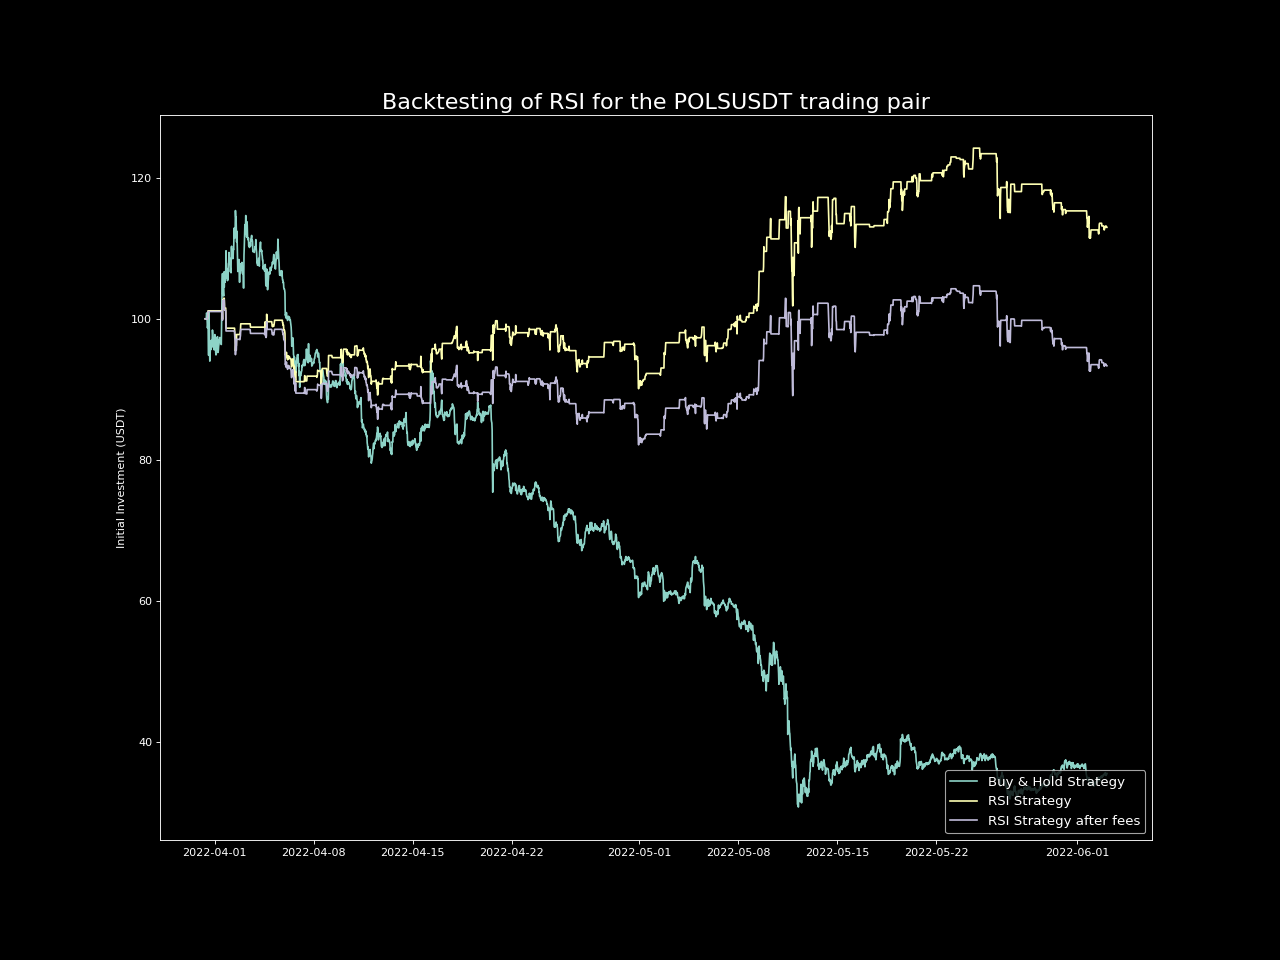 Backtesting of RSI for the POLSUSDT trading pair
Initial Investment (USDT)
120
100
80
60
40
2022-04-01 2022-04-08 2022-04-15 2022-04-22 2022-05-01 2022-05-08 2022-05-15 2022-05-22 2022-06-01
Buy & Hold Strategy
RSI Strategy
RSI Strategy after fees